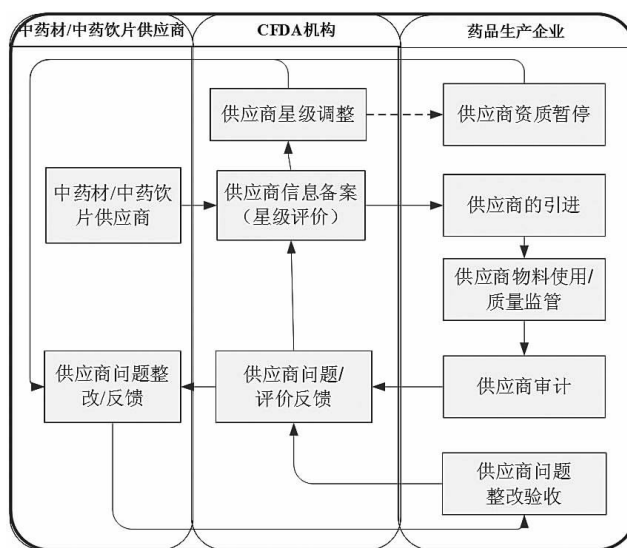 中药材/中药饮片供应商
CFDA机构
药品生产企业
供应商星级调整
供应商资质暂停
中药材/中药饮
片供应商
供应商信息备案
（星级评价）
供应商的引进
供应商物料使用/
质量监管
供应商问题整
改/反馈
供应商问题/
评价反馈
供应商审计
供应商问题
整改验收